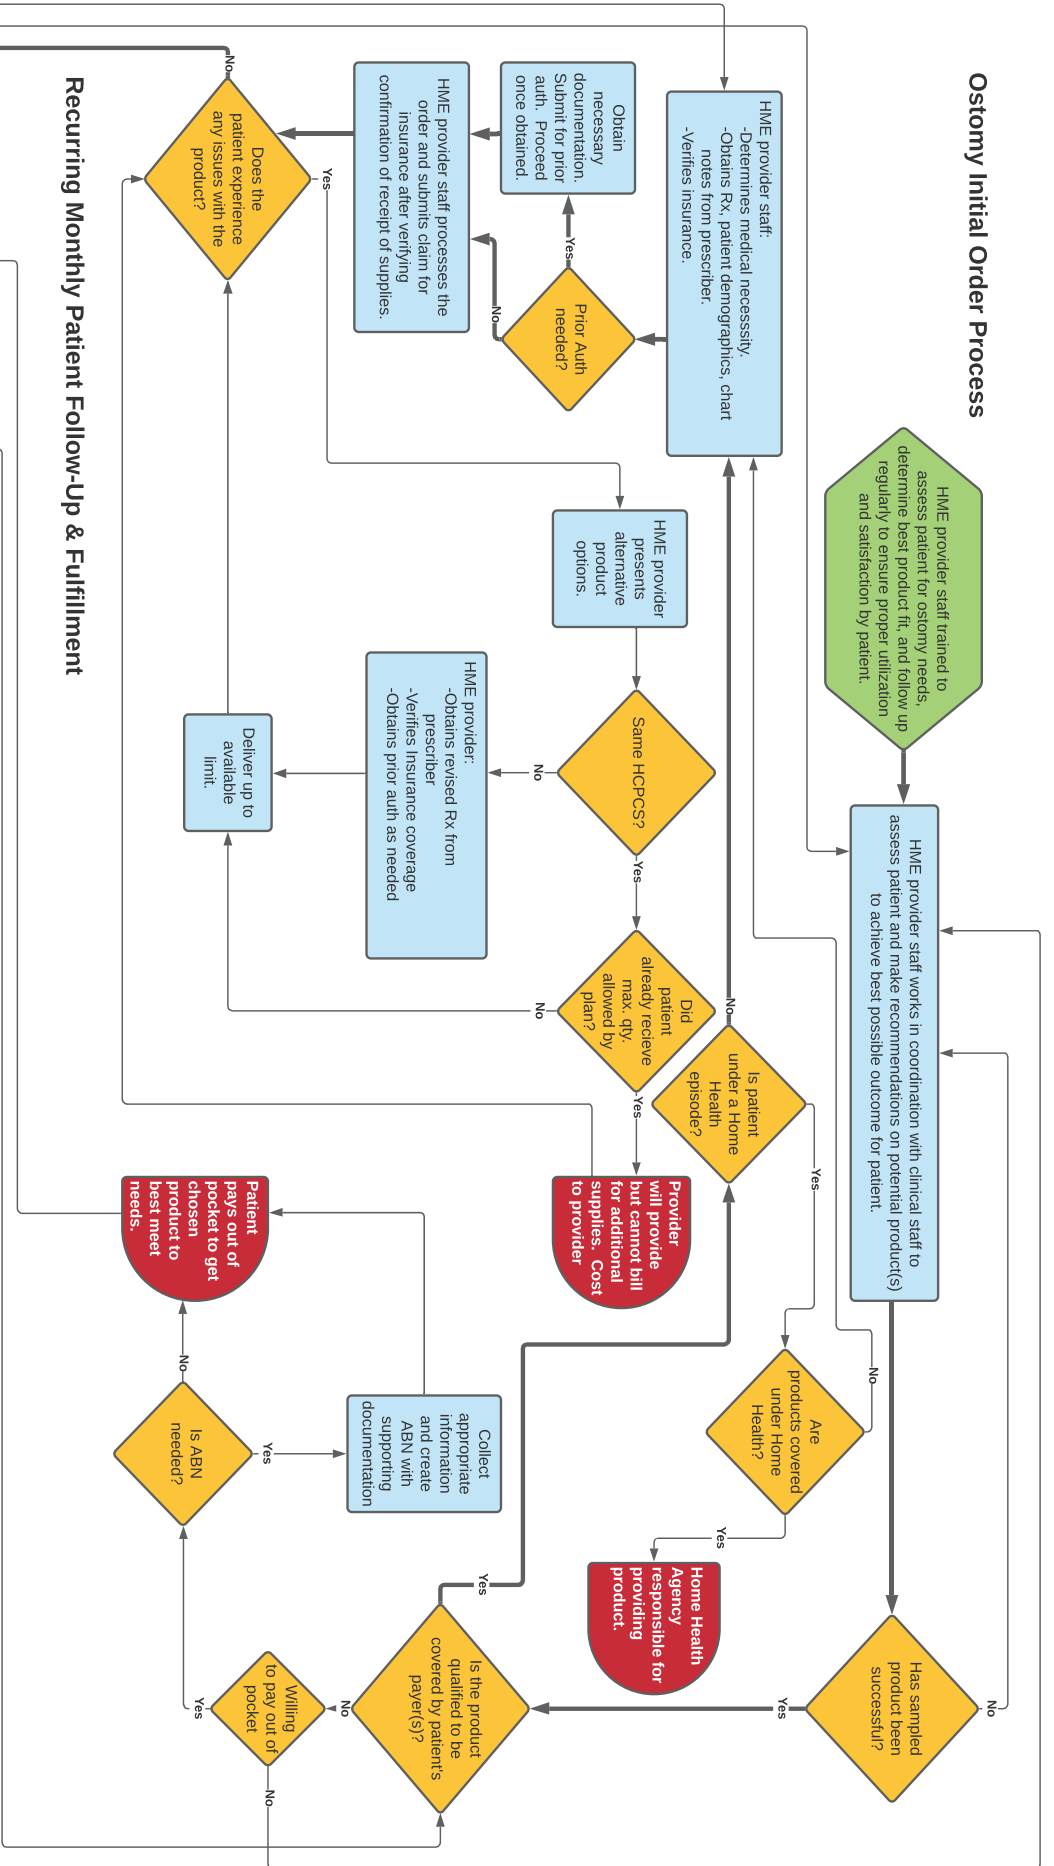 Ostomy Initial Order Process
HME provider staff trained to
assess patient for ostomy needs,
determine best product fit, and follow up
regularly to ensure proper utilization
and satisfaction by patient.
HME provider staff works in coordination with clinical staff to
assess patient and make recommendations on potential product(s)
to achieve best possible outcome for patient.
Has sampled
product been
successful?
No
Yes
HME provider staff:
-Determines medical necesssity.
-Obtains Rx, patient demographics, chart
notes from prescriber.
-Verifies insurance.
No
Is patient
under a Home
Health
episode?
Yes
Are
products covered
under Home
Health?
No
Yes
Home Health
Agency
responsible for
providing
product.
Is the product
qualified to be
covered by patient's
payer(s)?
Yes
No
Willing
to pay out of
pocket
Yes
No
Prior Auth
needed?
Yes
No
Obtain
necessary
documentation.
Submit for prior
auth. Proceed
once obtained.
HME provider staff processes the
order and submits claim for
insurance after verifying
confirmation of receipt of supplies.
HME provider
presents
alternative
product
options.
Same HCPCS?
No
Yes
Did
patient
already recieve
max. qty.
allowed by
plan?
No
Yes
Provider
will provide
but cannot bill
for additional
supplies. Cost
to provider
HME provider:
-Obtains revised Rx from
prescriber
-Verifies Insurance coverage
-Obtains prior auth as needed
Deliver up to
available
limit.
Collect
appropriate
information
and create
ABN with
supporting
documentation
Is ABN
needed?
Yes
No
Patient
pays out of
pocket to get
chosen
product to
best meet
needs.
Does the
patient experience
any issues with the
product?
No
Yes
Recurring Monthly Patient Follow-Up & Fulfillment